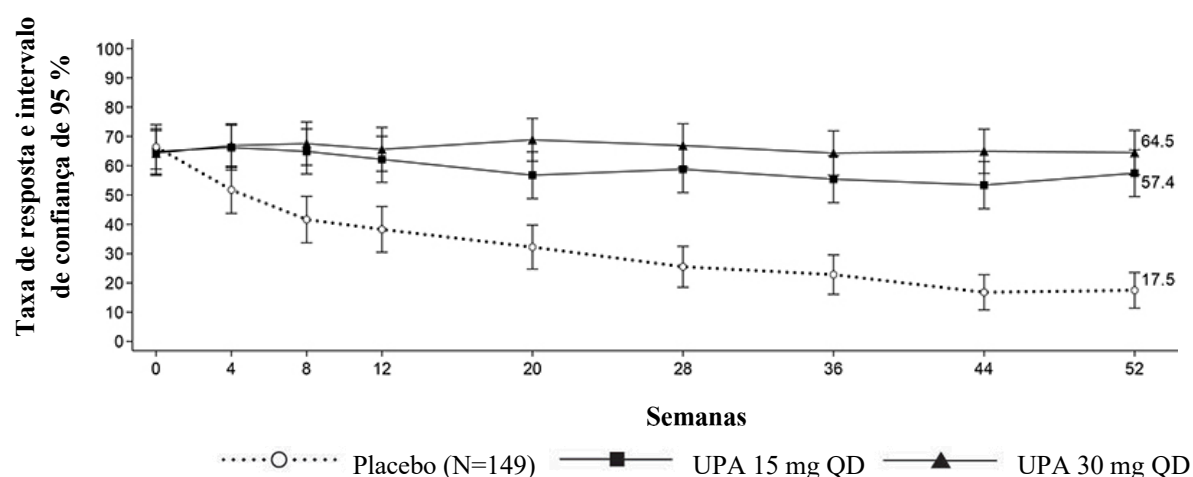 Taxa de resposta e intervalo
de confiança de 95 %
100
90
80
70
60
50
40
30
20
10
0
64.5
57.4
17.5
0 4 8 12 20 28 36 44 52
Semanas
Placebo (N=149) UPA 15 mg QD UPA 30 mg QD